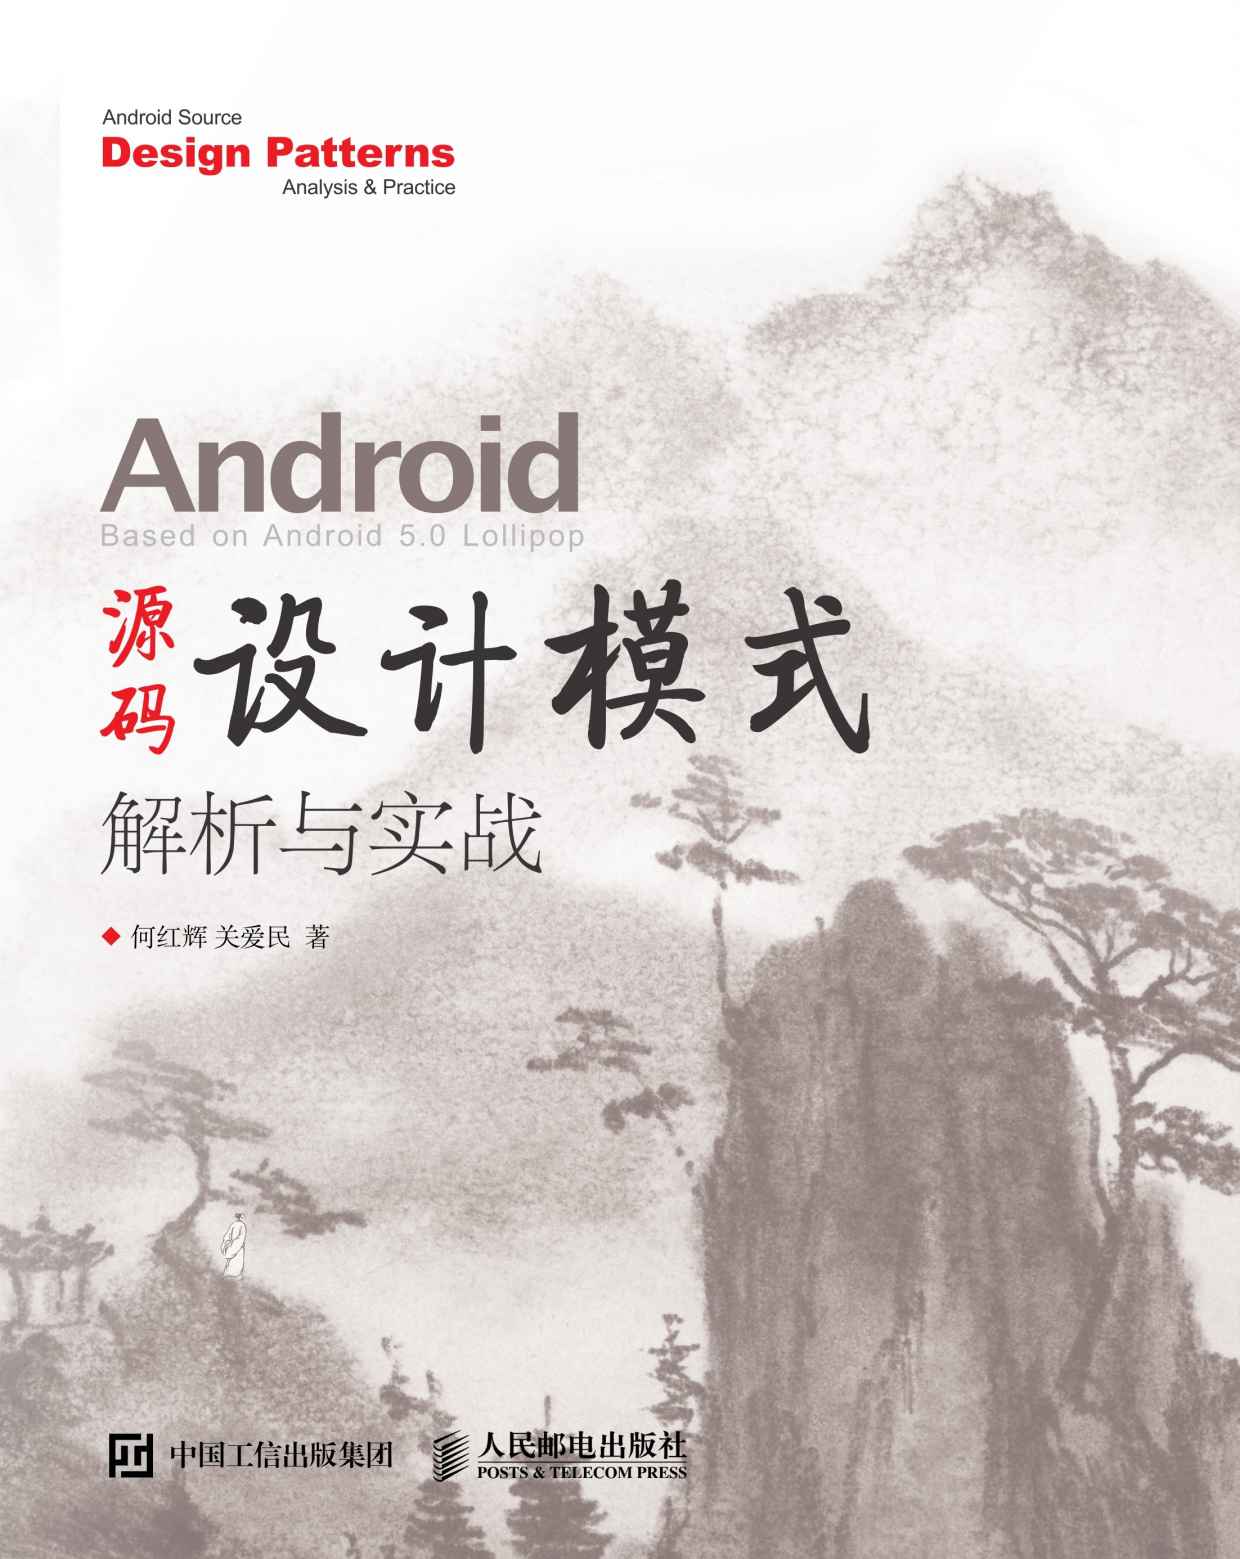 Android Source
Design Patterns
Analysis & Practice
Android
Based on Android 5.0 Lollipop
源码
设计模式
解析与实战
何红辉 关爱民 著
中国工信出版集团
人民邮电出版社
POSTS & TELECOM PRESS